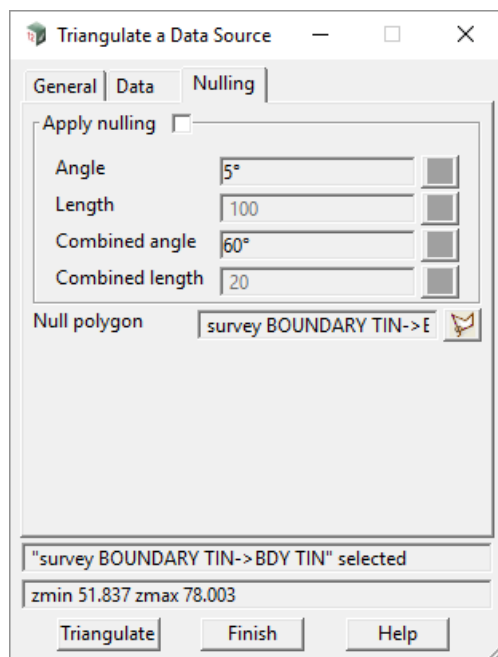 Triangulate a Data Source
General Data Nulling
Apply nulling
Angle 5°
Length 100
Combined angle 60°
Combined length 20
Null polygon survey BOUNDARY TIN->E
"survey BOUNDARY TIN->BDY TIN" selected
zmin 51.837 zmax 78.003
Triangulate Finish Help